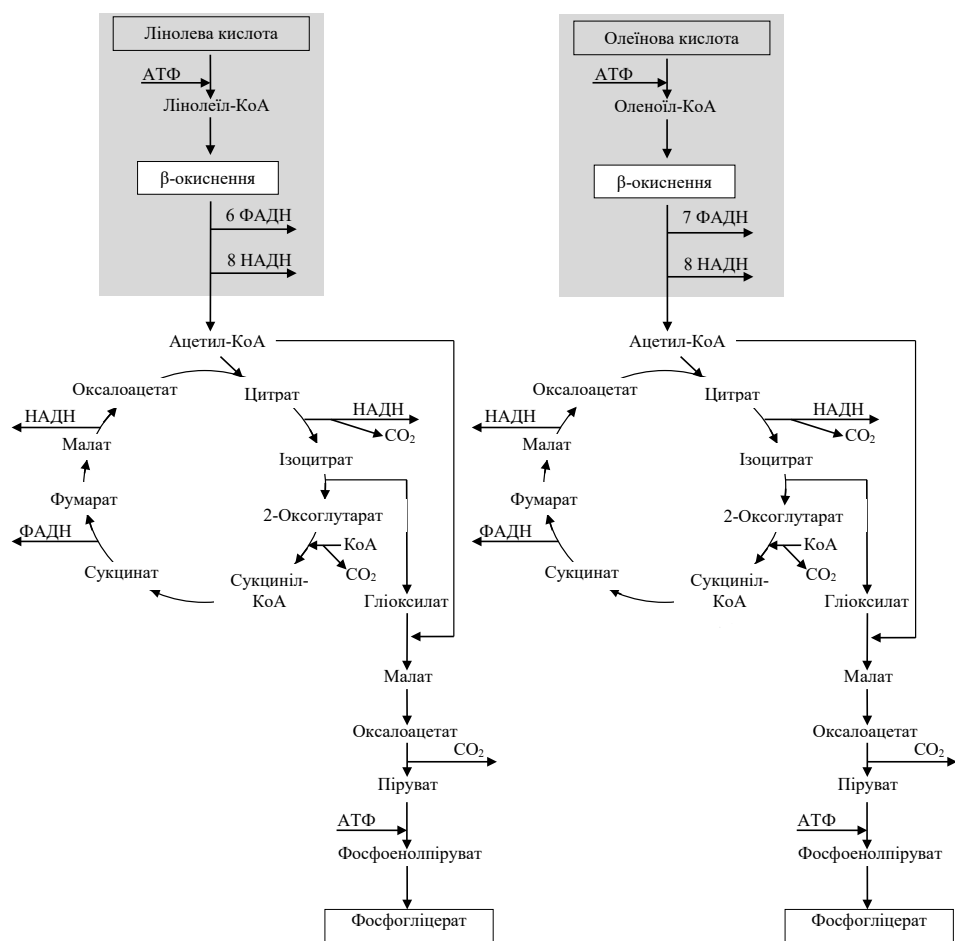 Лінолева кислота
АТФ
Лінолеїл-КоА
β-окиснення
6 ФАДН
8 НАДН
Ацетил-КоА
Оксалоацетат
Цитрат
НАДН
НАДН
CO₂
Малат
Ізоцитрат
Фумарат
2-Оксоглутарат
ФАДН
КоА
CO₂
Сукцинат
Сукциніл-
КоА
Гліоксилат
Малат
Оксалоацетат
CO₂
Піруват
АТФ
Фосфоенолпіруват
Фосфогліцерат
Олеїнова кислота
АТФ
Оленоїл-КоА
β-окиснення
7 ФАДН
8 НАДН
Ацетил-КоА
Оксалоацетат
Цитрат
НАДН
НАДН
CO₂
Малат
Ізоцитрат
Фумарат
2-Оксоглутарат
ФАДН
КоА
CO₂
Сукцинат
Сукциніл-
КоА
Гліоксилат
Малат
Оксалоацетат
CO₂
Піруват
АТФ
Фосфоенолпіруват
Фосфогліцерат